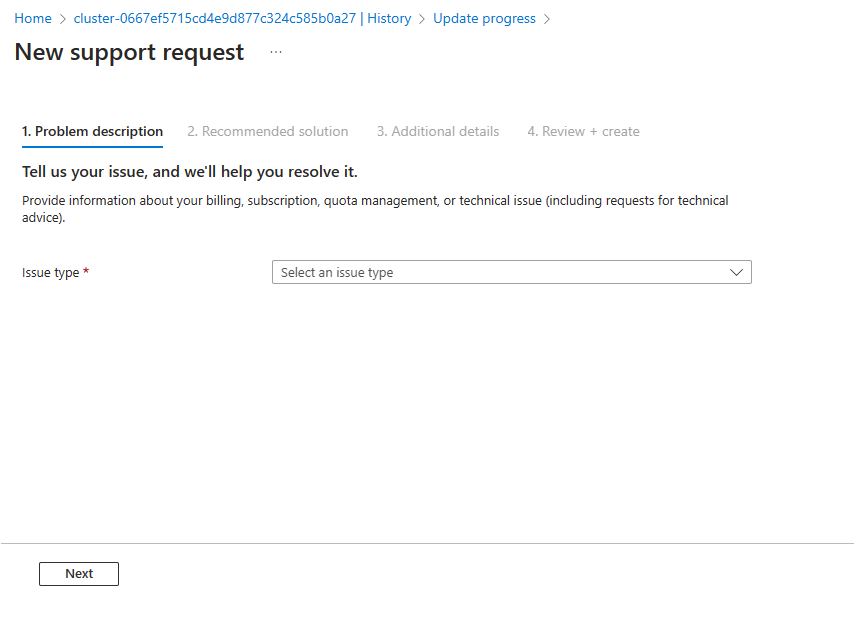 Home > cluster-0667ef5715cd4e9d877c324c585b0a27 | History > Update progress >
New support request ...
1. Problem description 2. Recommended solution 3. Additional details 4. Review + create
Tell us your issue, and we'll help you resolve it.
Provide information about your billing, subscription, quota management, or technical issue (including requests for technical
advice).
Issue type * Select an issue type
Next